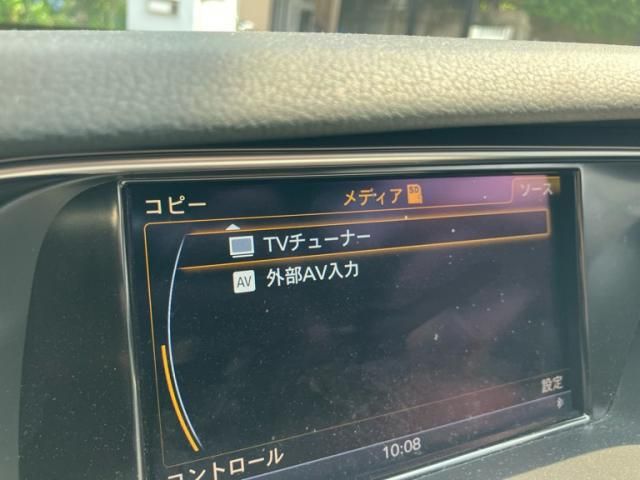 コピー
メディア SD
ソース
TVチューナー
AV 外部AV入力
設定
コントロール
10:08